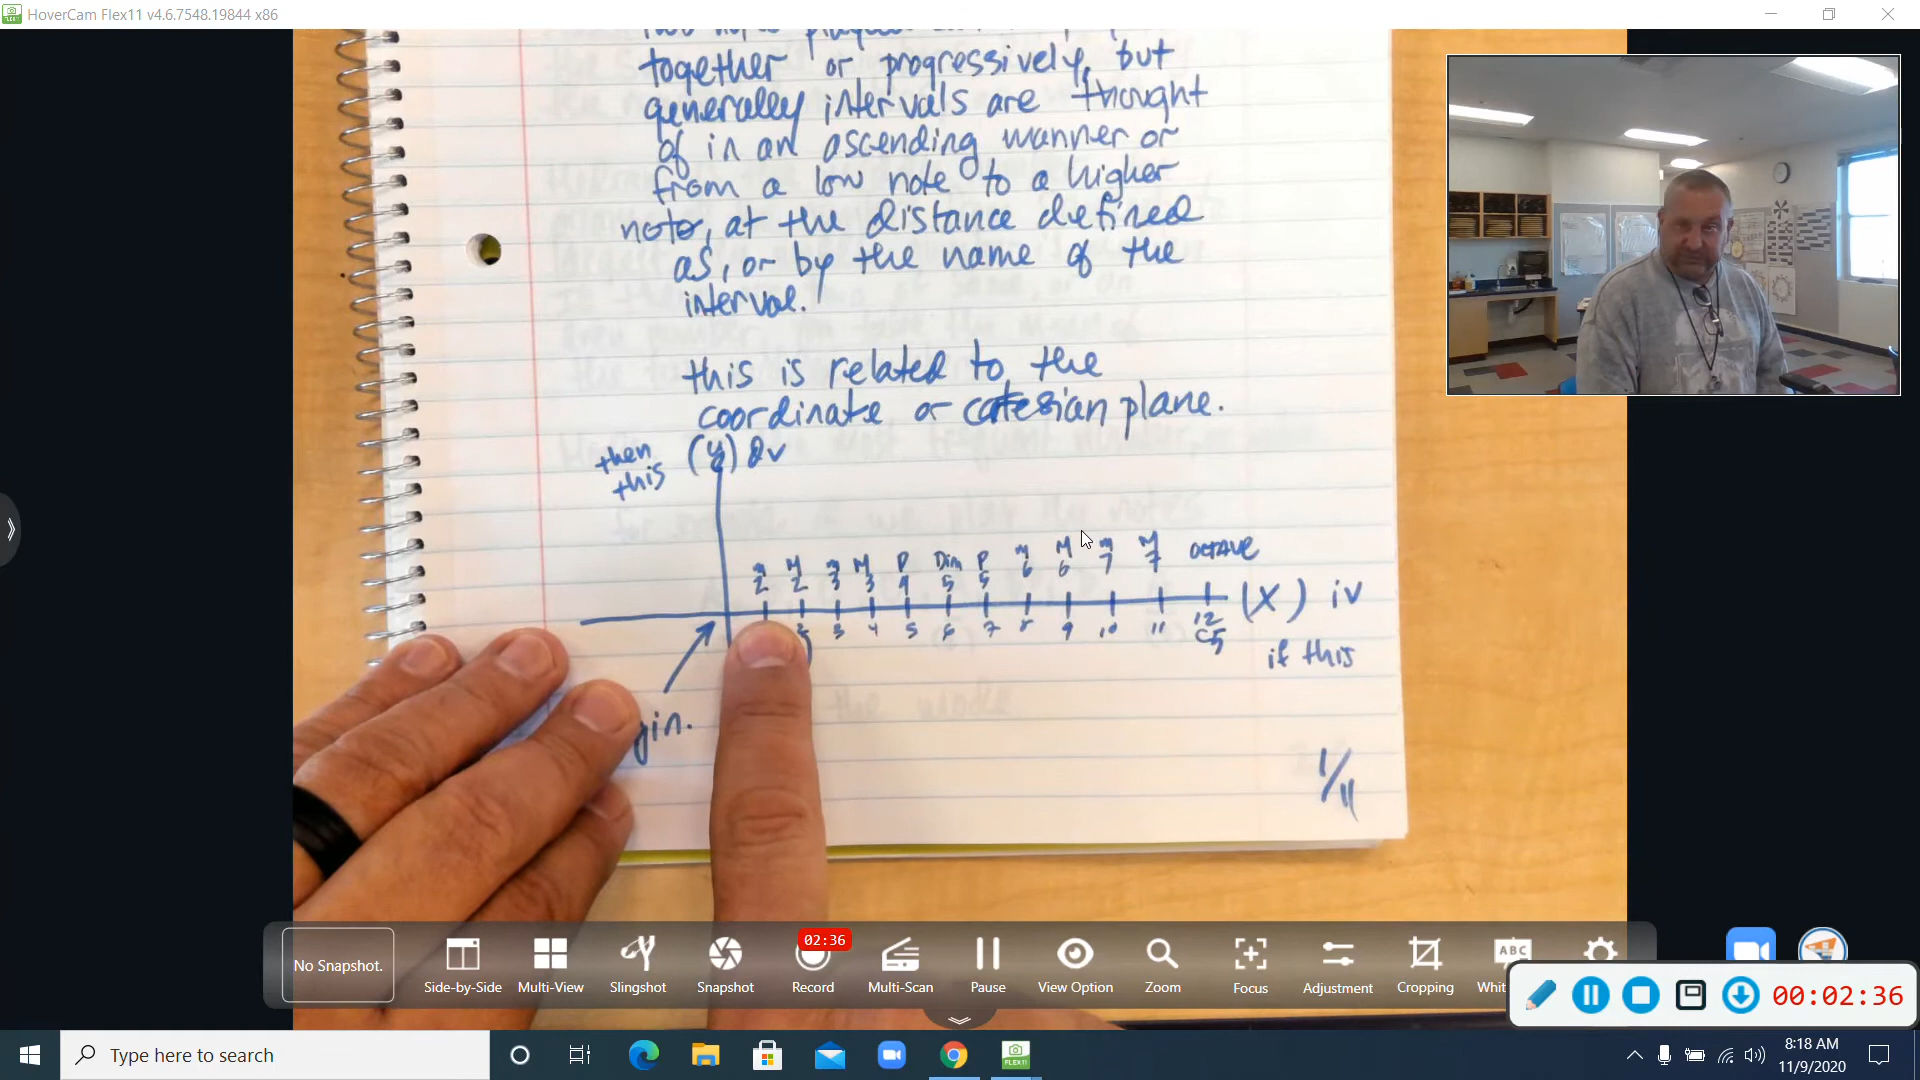 HoverCam Flex11 v4.6.7548.19844 x86
together or progressively, but
generally intervals are thought
of in an ascending manner or
from a low note to a higher
note, at the distance defined
as, or by the name of the
interval.
this is related to the
coordinate or catesian plane.
then (y) dv
this
m M m M P Dim P m M m M OCTAVE
2 2 3 3 4 5 5 6 6 7 7
(X) iv
2 3 4 5 6 7 8 9 10 11 12
C5
if this
gin.
1/11
No Snapshot.
02:36
Side-by-Side Multi-View Slingshot Snapshot Record Multi-Scan Pause View Option Zoom Focus Adjustment Cropping Whit
ABC
00:02:36
Type here to search
FLEX11
8:18 AM
11/9/2020